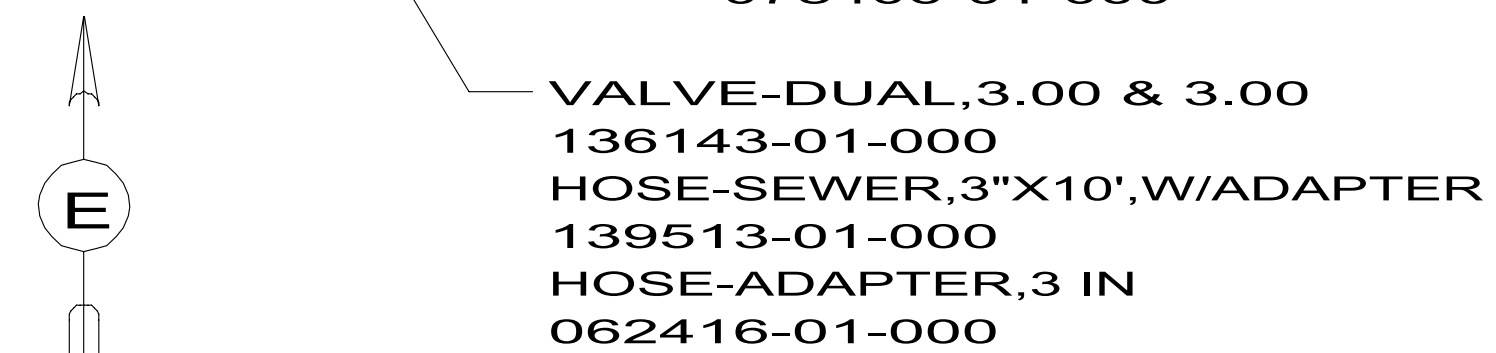 VALVE-DUAL,3.00 & 3.00
136143-01-000
HOSE-SEWER,3"X10',W/ADAPTER
139513-01-000
E
HOSE-ADAPTER,3 IN
062416-01-000